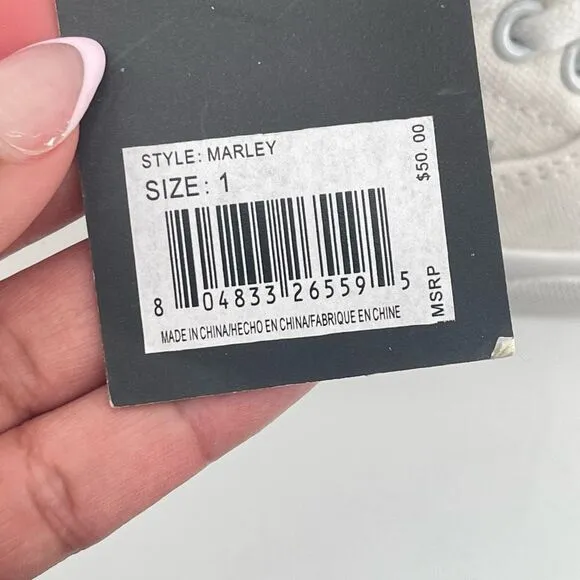 STYLE: MARLEY
SIZE: 1
8 04833 26559 5
MADE IN CHINA/HECHO EN CHINA/FABRIQUE EN CHINE
MSRP $50.00